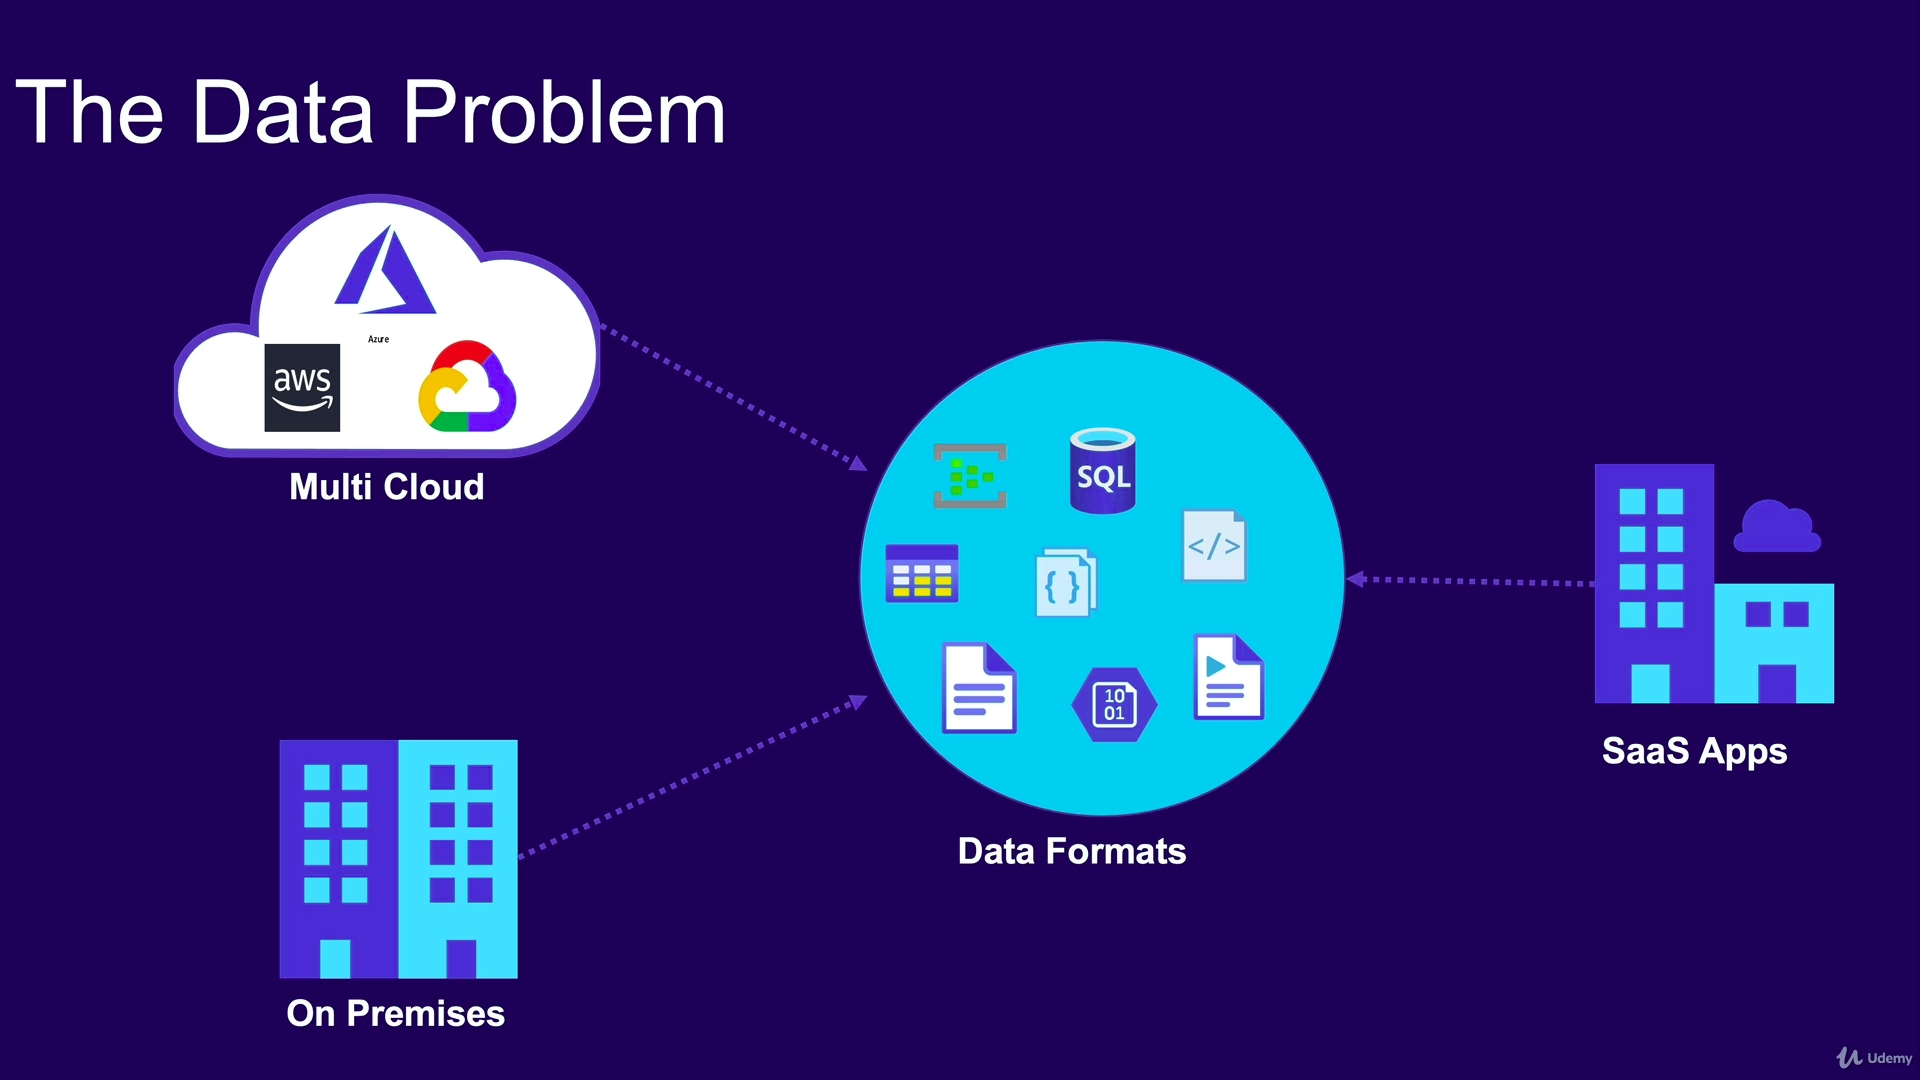 The Data Problem
Azure
aws
Multi Cloud
SQL
</>
{ }
10
01
Data Formats
SaaS Apps
On Premises
Udemy